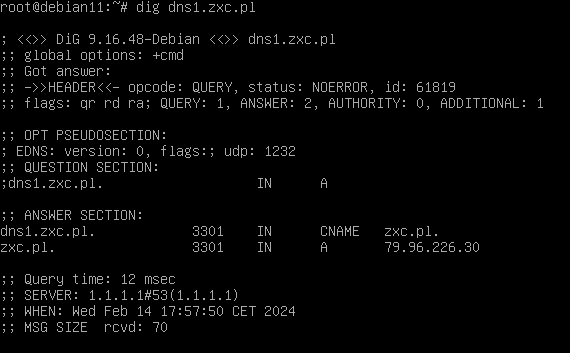 root@debian11:~# dig dns1.zxc.pl

; <<>> DiG 9.16.48-Debian <<>> dns1.zxc.pl
;; global options: +cmd
;; Got answer:
;; ->>HEADER<<- opcode: QUERY, status: NOERROR, id: 61819
;; flags: qr rd ra; QUERY: 1, ANSWER: 2, AUTHORITY: 0, ADDITIONAL: 1

;; OPT PSEUDOSECTION:
; EDNS: version: 0, flags:; udp: 1232
;; QUESTION SECTION:
;dns1.zxc.pl. IN A

;; ANSWER SECTION:
dns1.zxc.pl. 3301 IN CNAME zxc.pl.
zxc.pl. 3301 IN A 79.96.226.30

;; Query time: 12 msec
;; SERVER: 1.1.1.1#53(1.1.1.1)
;; WHEN: Wed Feb 14 17:57:50 CET 2024
;; MSG SIZE rcvd: 70